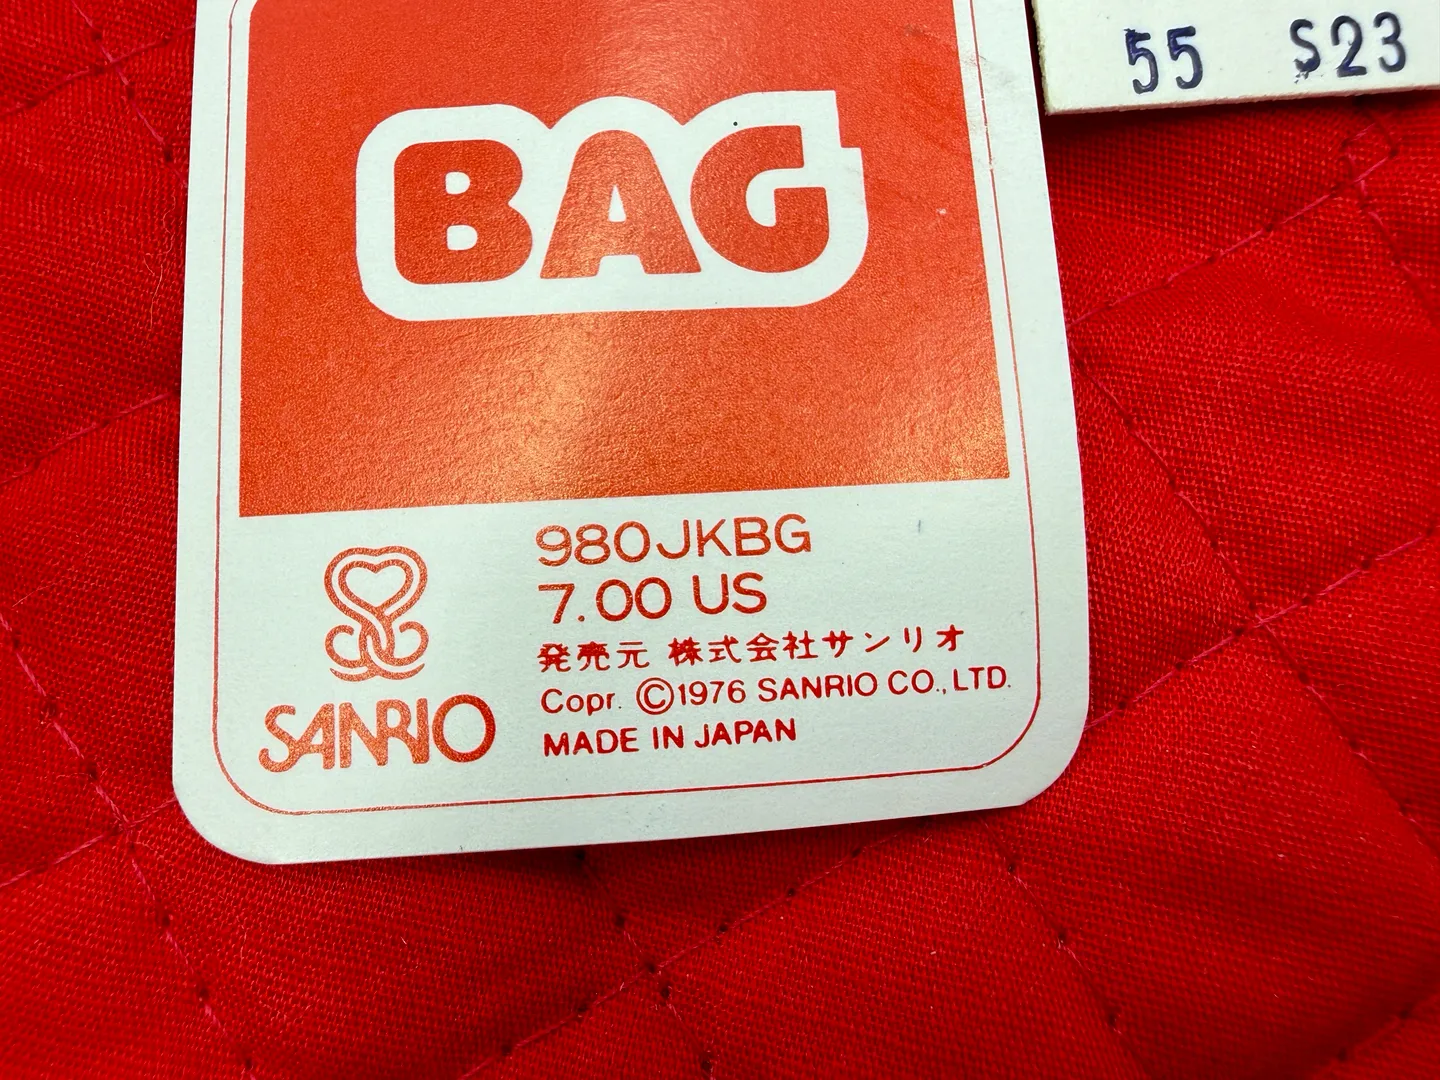 55 $23
BAG
980JKBG
7.00 US
発売元 株式会社サンリオ
Copr. ©1976 SANRIO CO., LTD.
MADE IN JAPAN
SANRIO